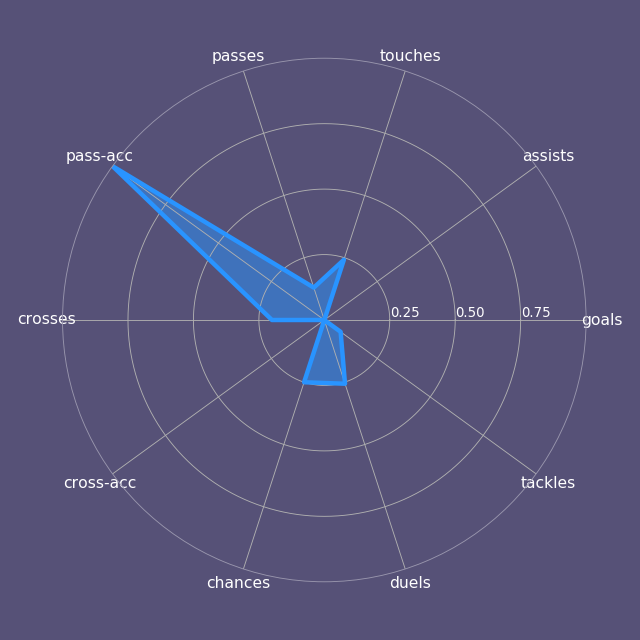 passes touches
pass-acc assists
0.25 0.50 0.75
crosses goals
cross-acc tackles
chances duels